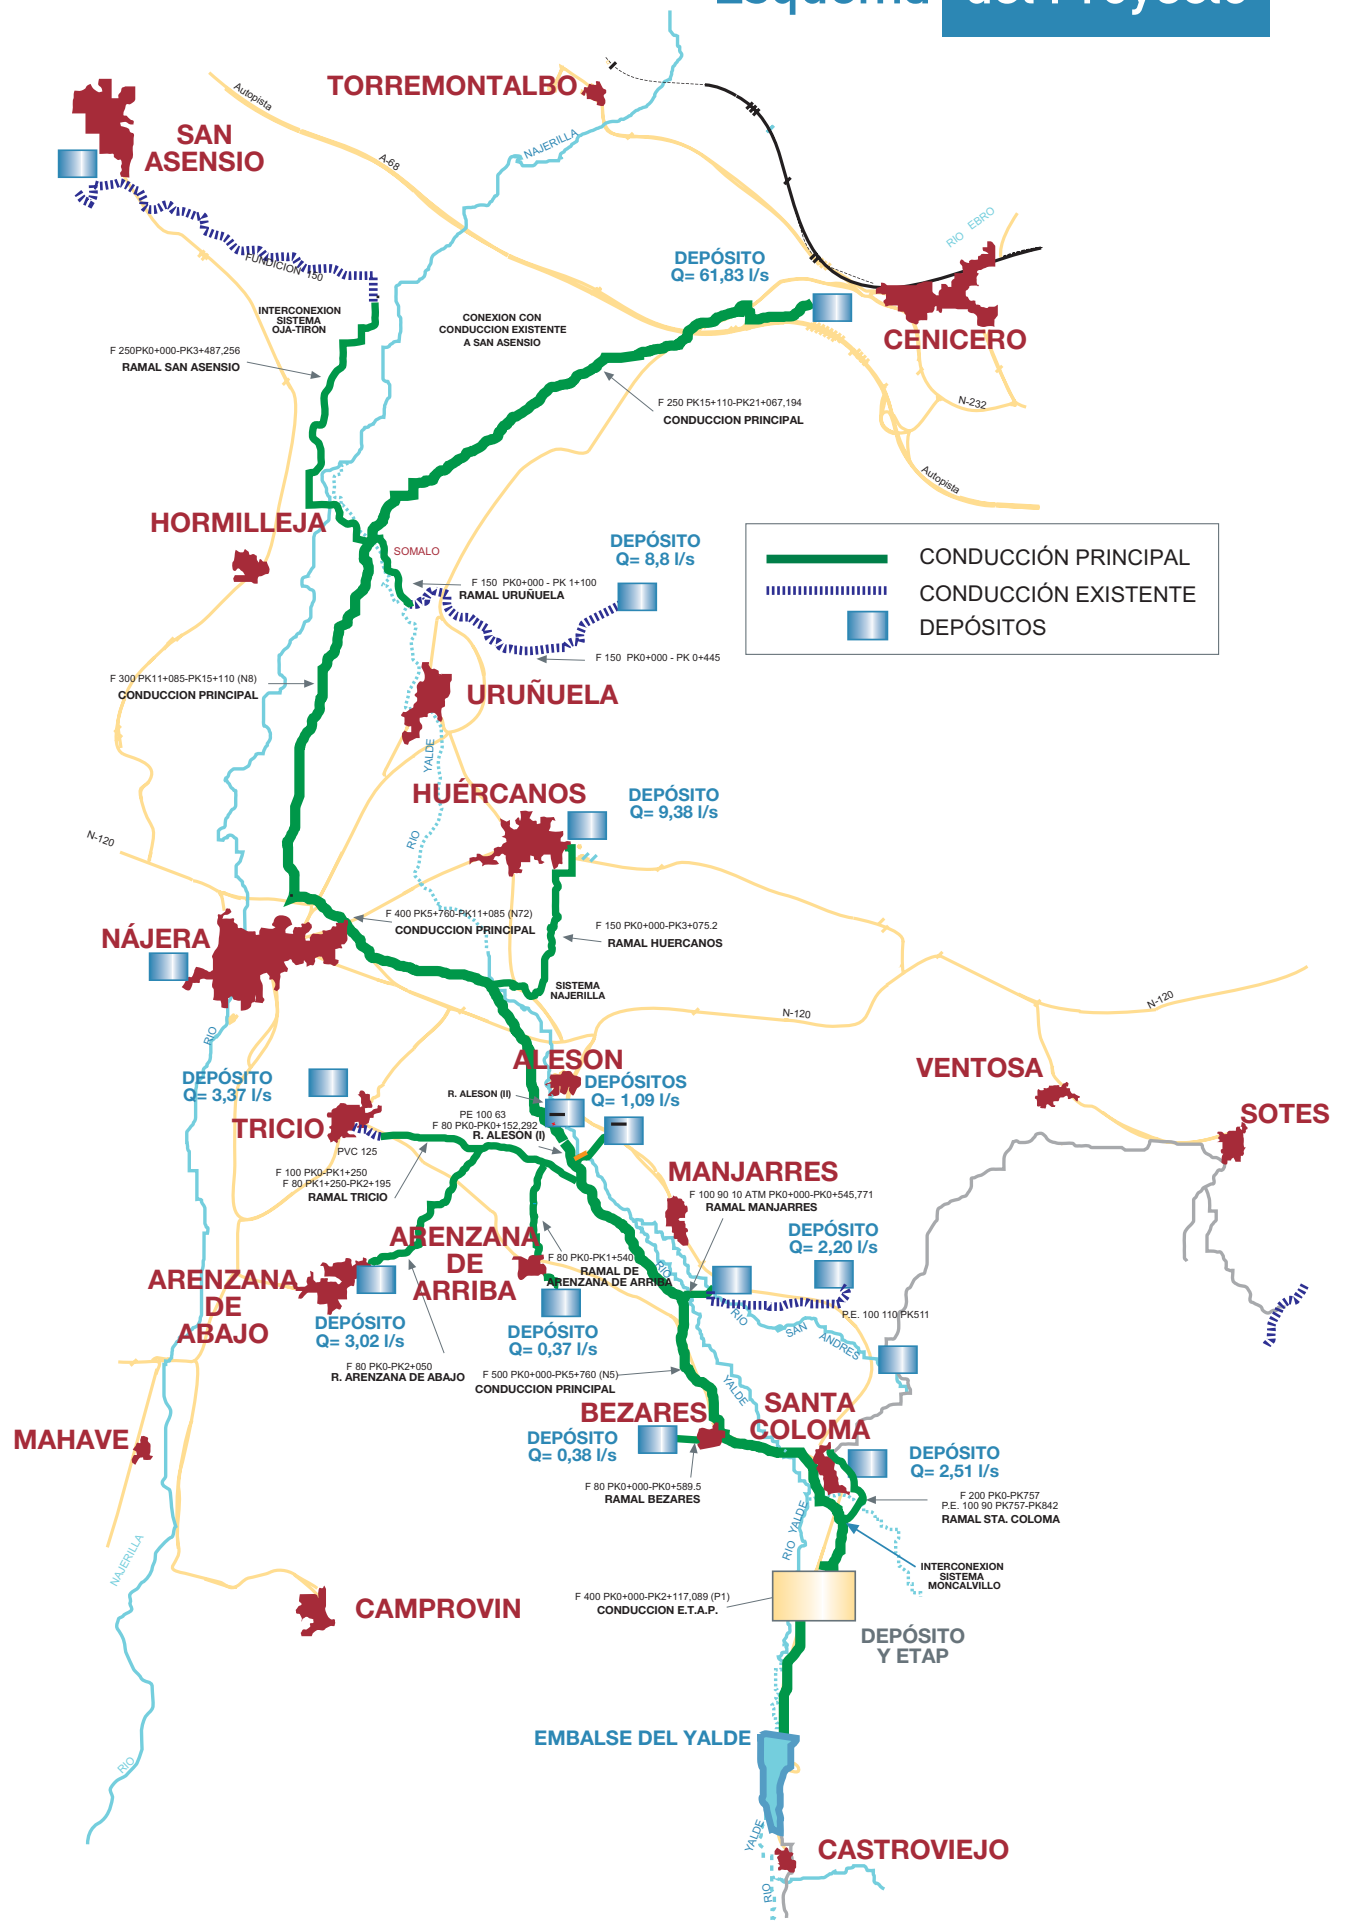 Esquema del Proyecto
TORREMONTALBO
Autopista
SAN
ASENSIO
A-68
NAJERILLA
RIO EBRO
DEPÓSITO
Q= 61,83 l/s
FUNDICION 150
INTERCONEXION
SISTEMA
OJA-TIRON
CONEXION CON
CONDUCCION EXISTENTE
A SAN ASENSIO
CENICERO
F 250PK0+000-PK3+487,256
RAMAL SAN ASENSIO
F 250 PK15+110-PK21+067,194
CONDUCCION PRINCIPAL
N-232
Autopista
HORMILLEJA
SOMALO
DEPÓSITO
Q= 8,8 l/s
CONDUCCIÓN PRINCIPAL
CONDUCCIÓN EXISTENTE
DEPÓSITOS
F 150 PK0+000 - PK 1+100
RAMAL URUÑUELA
F 150 PK0+000 - PK 0+445
F 300 PK11+085-PK15+110 (N8)
CONDUCCION PRINCIPAL
URUÑUELA
YALDE
RIO
HUÉRCANOS
DEPÓSITO
Q= 9,38 l/s
N-120
F 400 PK5+760-PK11+085 (N72)
CONDUCCION PRINCIPAL
F 150 PK0+000-PK3+075.2
RAMAL HUERCANOS
NÁJERA
SISTEMA
NAJERILLA
N-120
N-120
RIO
ALESON
VENTOSA
DEPÓSITO
Q= 3,37 l/s
DEPÓSITOS
Q= 1,09 l/s
R. ALESON (II)
PE 100 63
F 80 PK0-PK0+152,292
R. ALESON (I)
TRICIO
SOTES
PVC 125
F 100 PK0-PK1+250
F 80 PK1+250-PK2+195
RAMAL TRICIO
MANJARRES
F 100 90 10 ATM PK0+000-PK0+545,771
RAMAL MANJARRES
DEPÓSITO
Q= 2,20 l/s
ARENZANA
DE
ARRIBA
F 80 PK0-PK1+540
RAMAL DE
ARENZANA DE ARRIBA
RIO
ARENZANA
DE
ABAJO
P.E. 100 110 PK511
RIO SAN ANDRES
DEPÓSITO
Q= 3,02 l/s
DEPÓSITO
Q= 0,37 l/s
F 80 PK0-PK2+050
R. ARENZANA DE ABAJO
F 500 PK0+000-PK5+760 (N5)
CONDUCCION PRINCIPAL
YALDE
BEZARES
SANTA
COLOMA
MAHAVE
DEPÓSITO
Q= 0,38 l/s
DEPÓSITO
Q= 2,51 l/s
F 80 PK0+000-PK0+589.5
RAMAL BEZARES
F 200 PK0-PK757
P.E. 100 90 PK757-PK842
RAMAL STA. COLOMA
RIO YALDE
NAJERILLA
INTERCONEXION
SISTEMA
MONCALVILLO
F 400 PK0+000-PK2+117,089 (P1)
CONDUCCION E.T.A.P.
CAMPROVIN
DEPÓSITO
Y ETAP
EMBALSE DEL YALDE
RIO
YALDE
CASTROVIEJO
RIO